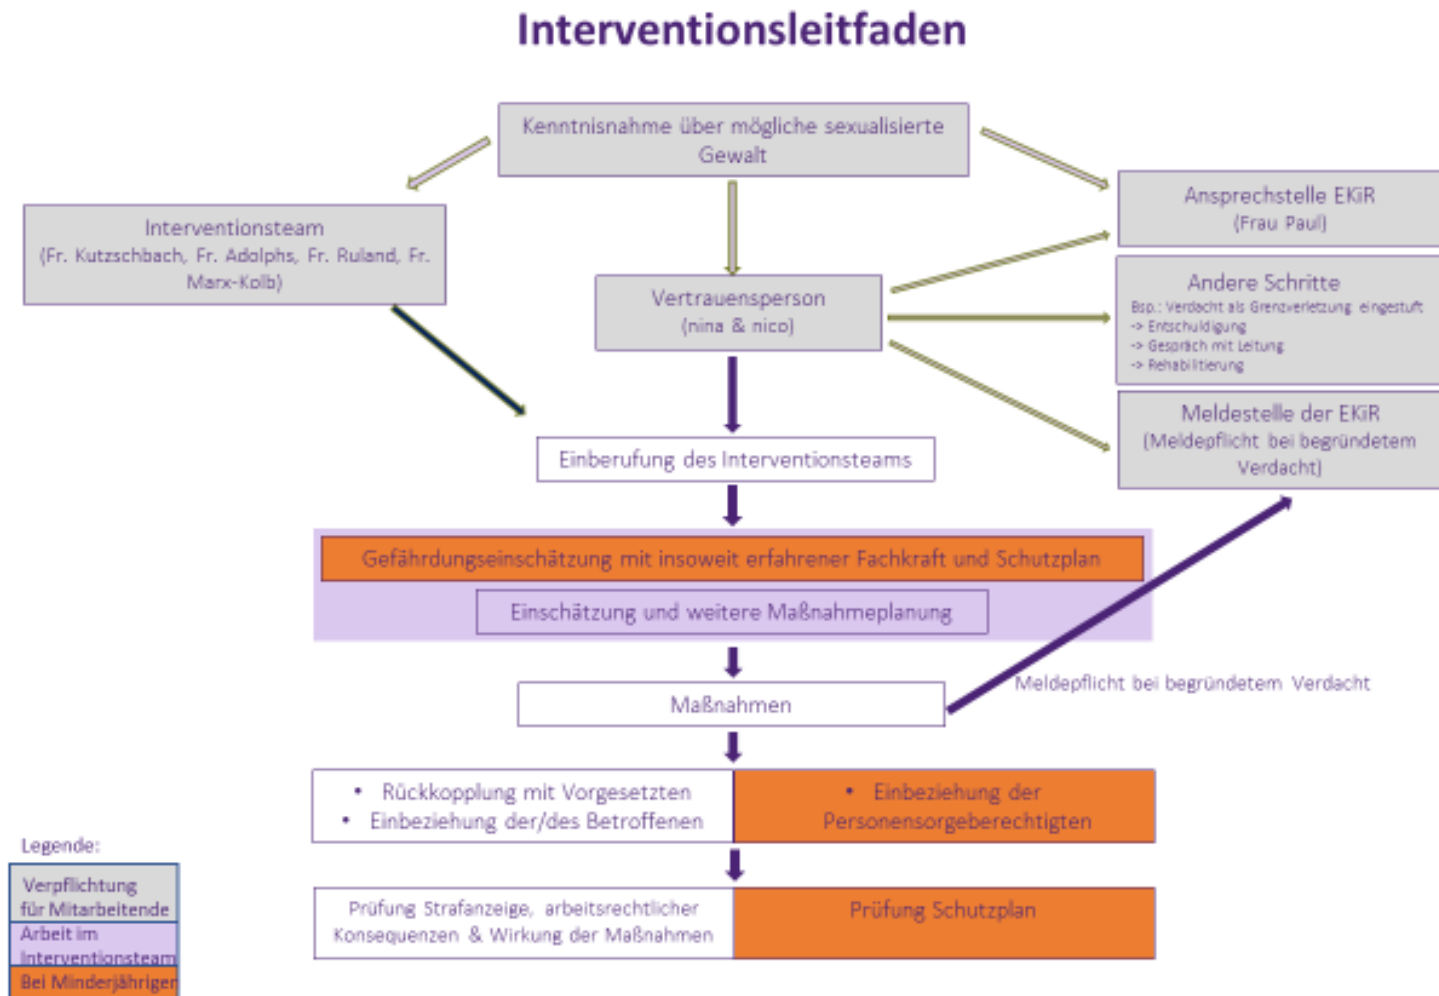 Interventionsleitfaden
Kenntnisnahme über mögliche sexualisierte
Gewalt
Interventionsteam
(Fr. Kutzschbach, Fr. Adolphs, Fr. Ruland, Fr.
Marx-Kolb)
Vertrauensperson
(nina & nico)
Ansprechstelle EKiR
(Frau Paul)
Andere Schritte
Bsp.: Verdacht als Grenzverletzung eingestuft
-> Entschuldigung
-> Gespräch mit Leitung
-> Rehabilitierung
Meldestelle der EKiR
(Meldepflicht bei begründetem
Verdacht)
Einberufung des Interventionsteams
Gefährdungseinschätzung mit insoweit erfahrener Fachkraft und Schutzplan
Einschätzung und weitere Maßnahmeplanung
Maßnahmen
Meldepflicht bei begründetem Verdacht
• Rückkopplung mit Vorgesetzten
• Einbeziehung der/des Betroffenen
• Einbeziehung der
Personensorgeberechtigten
Prüfung Strafanzeige, arbeitsrechtlicher
Konsequenzen & Wirkung der Maßnahmen
Prüfung Schutzplan
Legende:
Verpflichtung
für Mitarbeitende
Arbeit im
Interventionsteam
Bei Minderjährigen